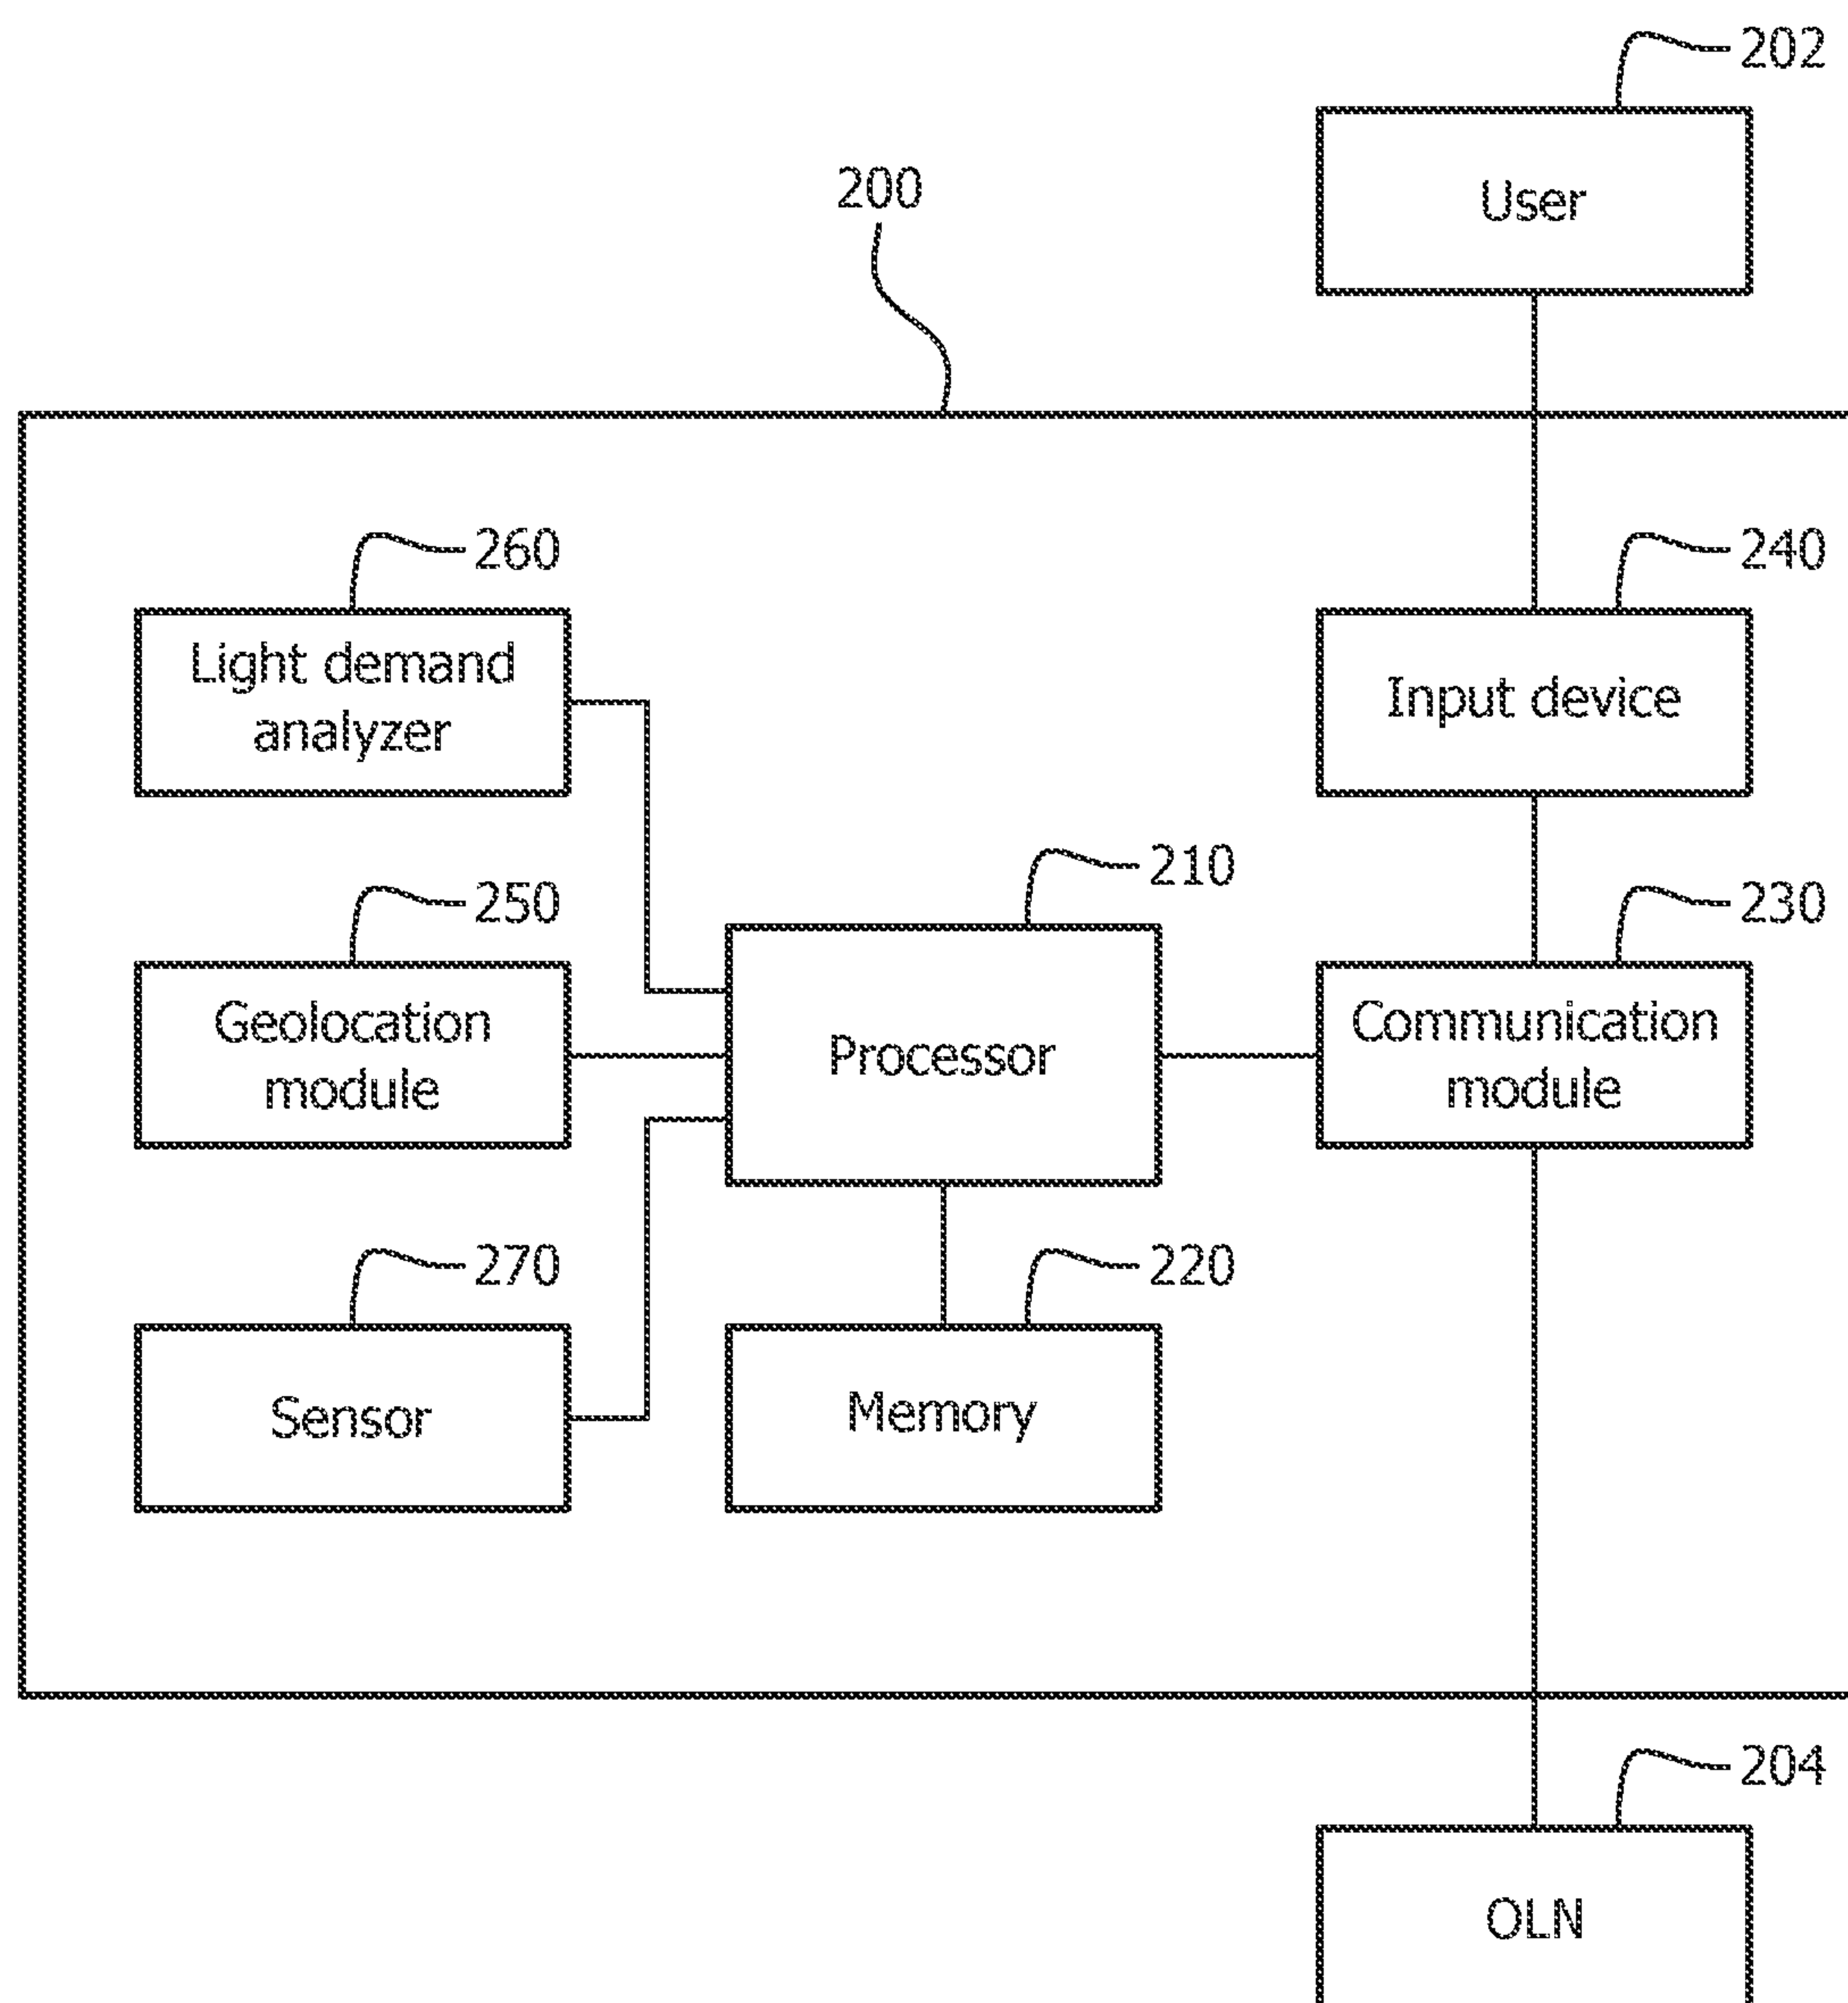 202
User
200
260
Light demand
analyzer
240
Input device
210
250
Geolocation
module
Processor
230
Communication
module
270
Sensor
220
Memory
204
OLN